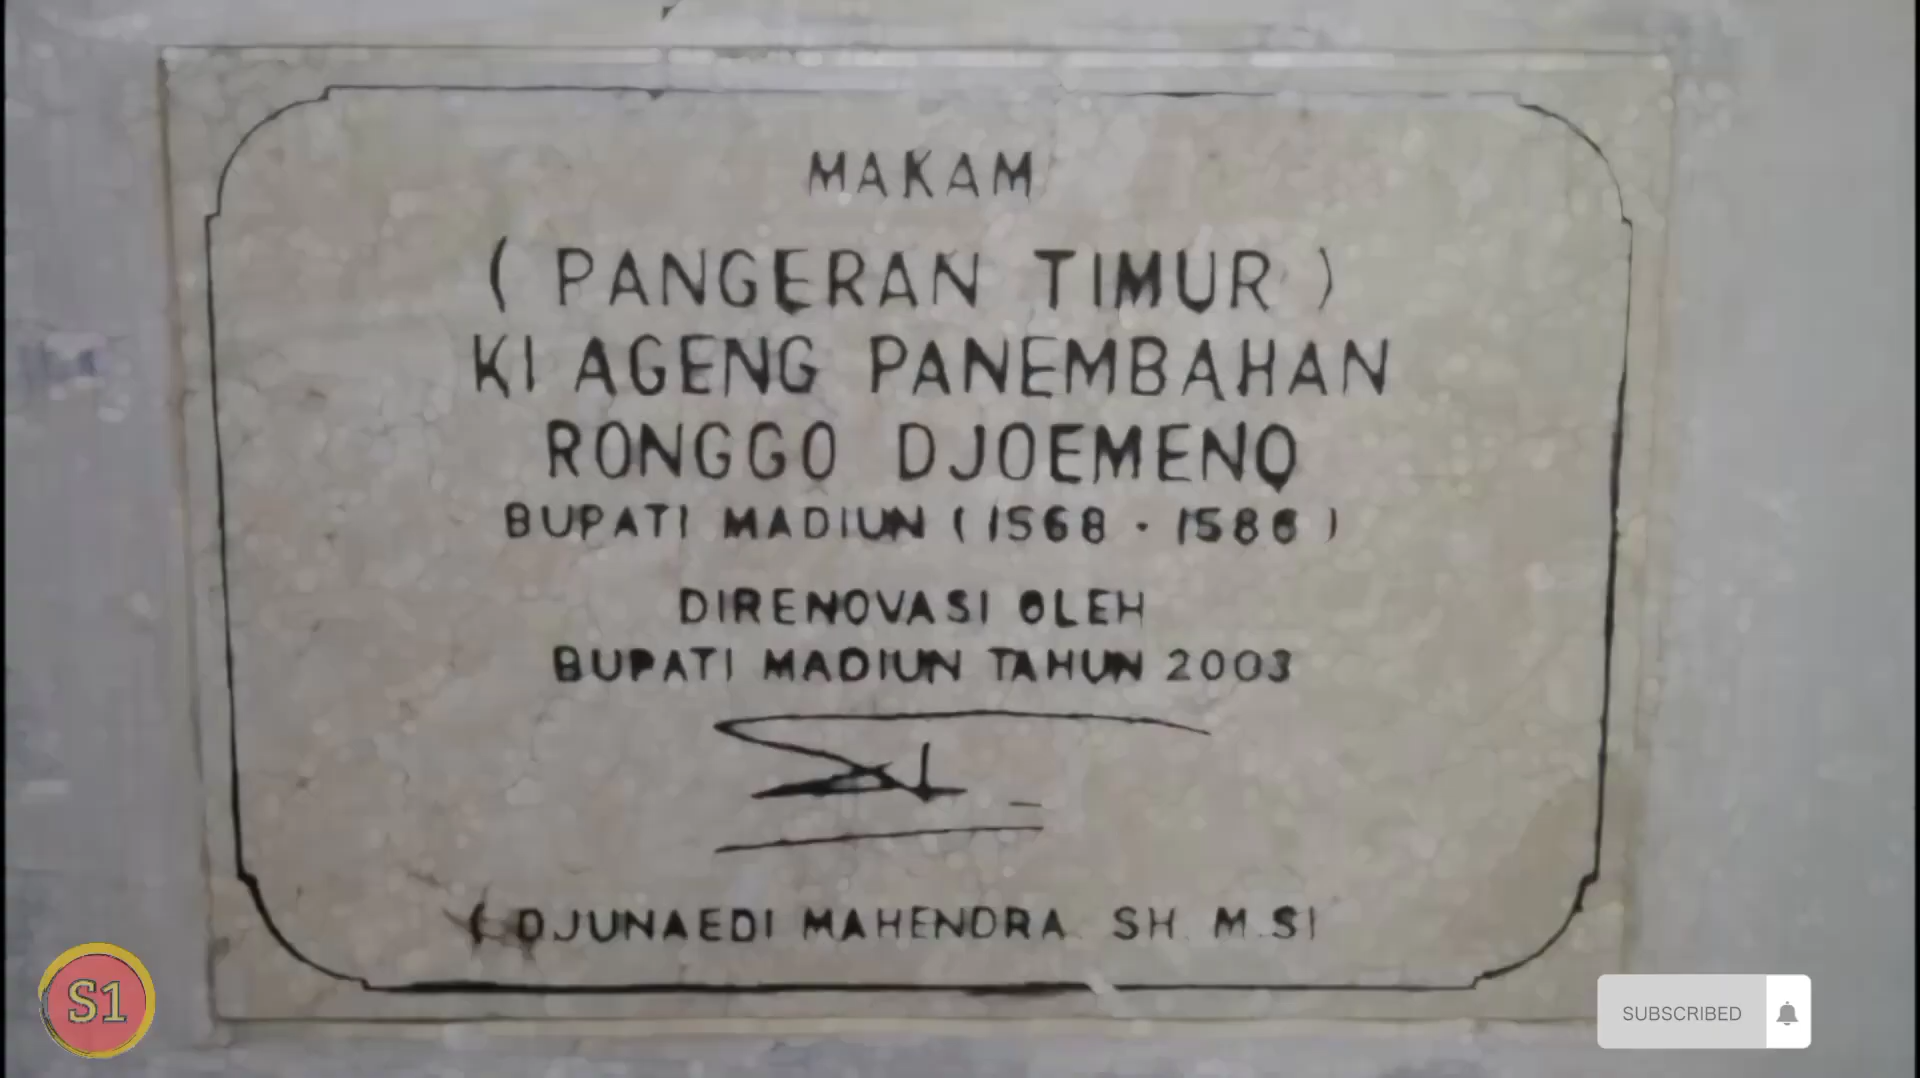 MAKAM
( PANGERAN TIMUR )
KI AGENG PANEMBAHAN
RONGGO DJOEMENO
BUPATI MADIUN ( 1568 - 1586 )
DIRENOVASI OLEH
BUPATI MADIUN TAHUN 2003
( DJUNAEDI MAHENDRA SH. M.SI
S1
SUBSCRIBED